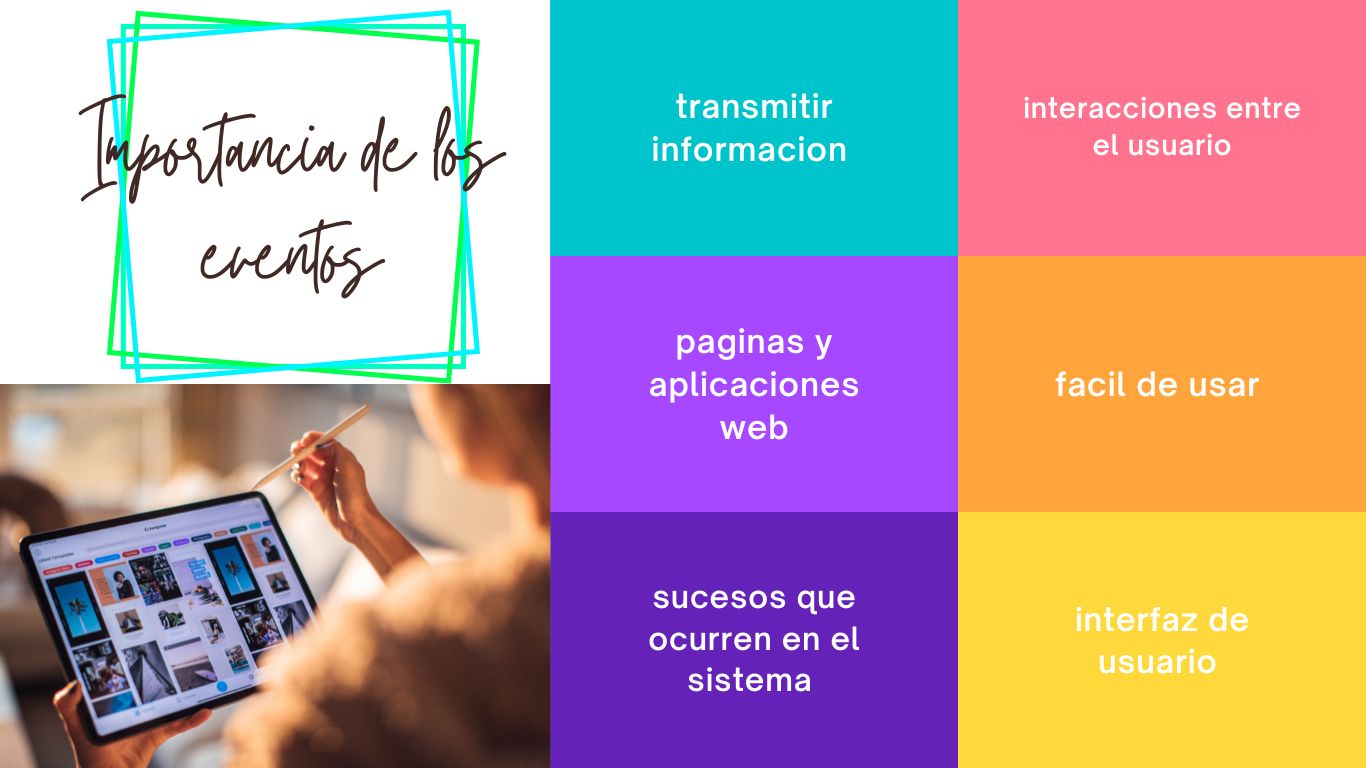 Importancia de los
eventos
transmitir
informacion
interacciones entre
el usuario
paginas y
aplicaciones
web
facil de usar
sucesos que
ocurren en el
sistema
interfaz de
usuario